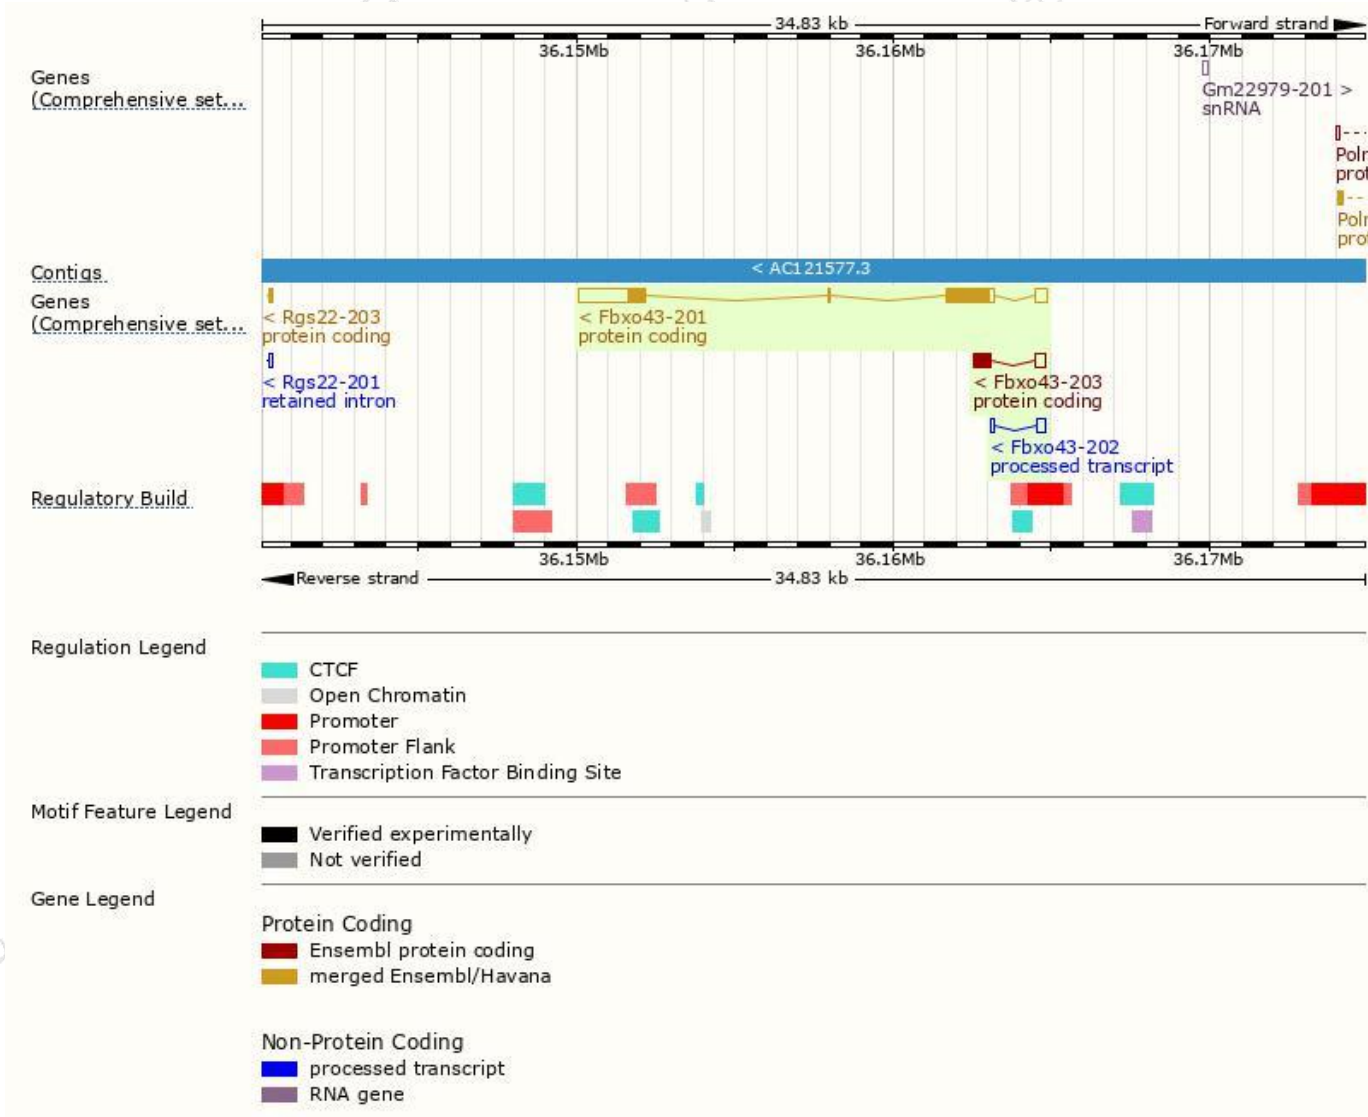 34.83 kb
Forward strand
36.15Mb 36.16Mb 36.17Mb
Genes
(Comprehensive set...
Gm22979-201 >
snRNA
Polr
prot
Polr
prot
Contigs
< AC121577.3
Genes
(Comprehensive set...
< Rgs22-203
protein coding
< Fbxo43-201
protein coding
< Rgs22-201
retained intron
< Fbxo43-203
protein coding
< Fbxo43-202
processed transcript
Regulatory Build
36.15Mb 36.16Mb 36.17Mb
Reverse strand
34.83 kb
Regulation Legend
CTCF
Open Chromatin
Promoter
Promoter Flank
Transcription Factor Binding Site
Motif Feature Legend
Verified experimentally
Not verified
Gene Legend
Protein Coding
Ensembl protein coding
merged Ensembl/Havana
Non-Protein Coding
processed transcript
RNA gene